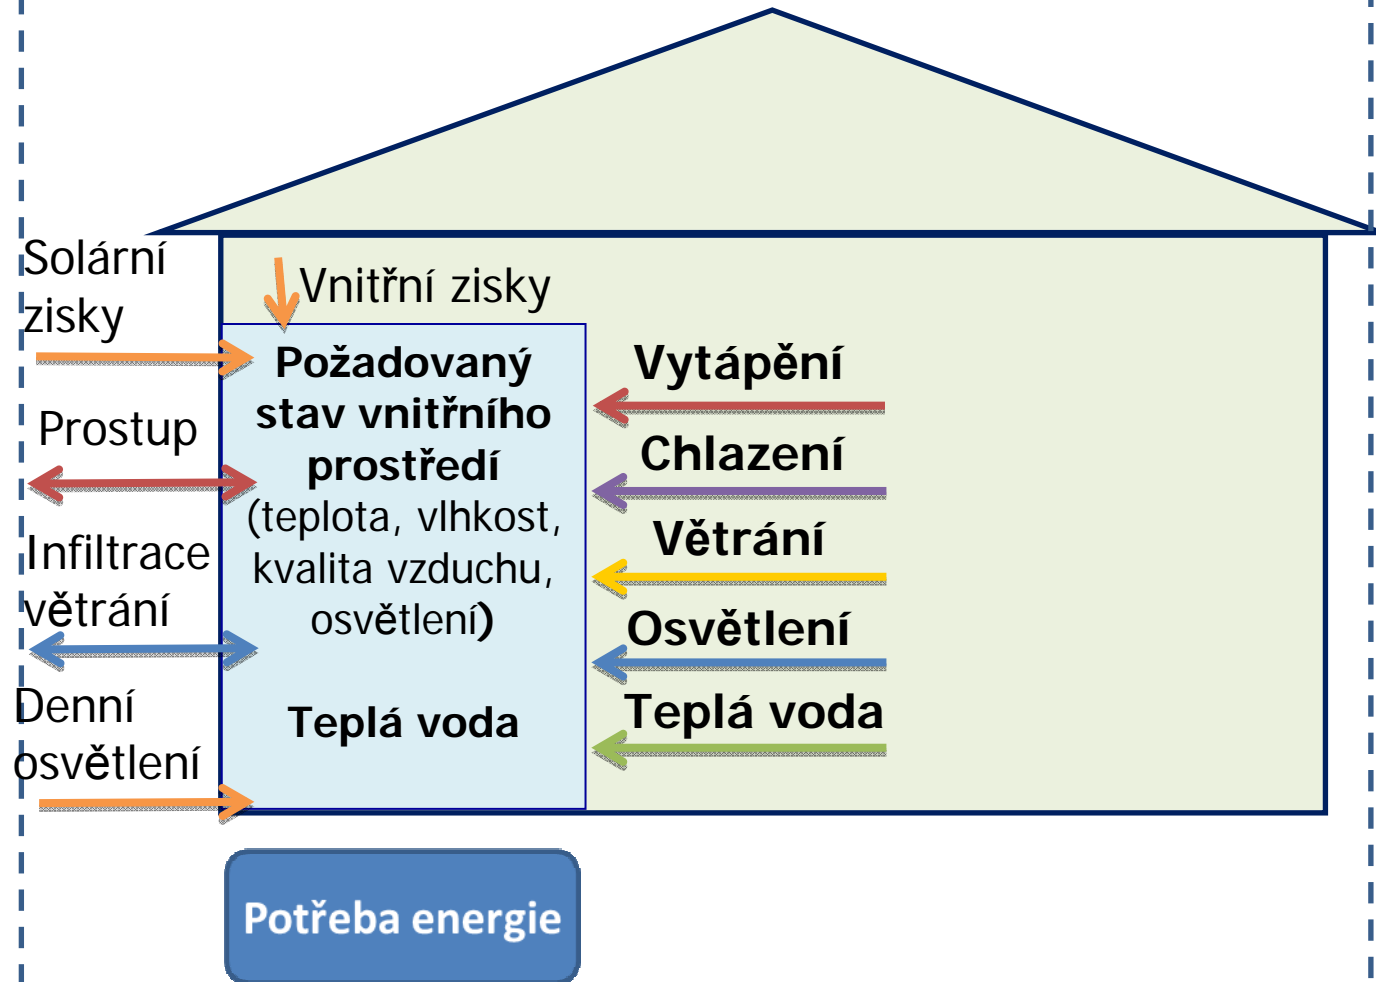 Solární
zisky
Prostup
Infiltrace
větrání
Denní
osvětlení
Vnitřní zisky
Požadovaný
stav vnitřního
prostředí
(teplota, vlhkost,
kvalita vzduchu,
osvětlení)
Teplá voda
Vytápění
Chlazení
Větrání
Osvětlení
Teplá voda
Potřeba energie